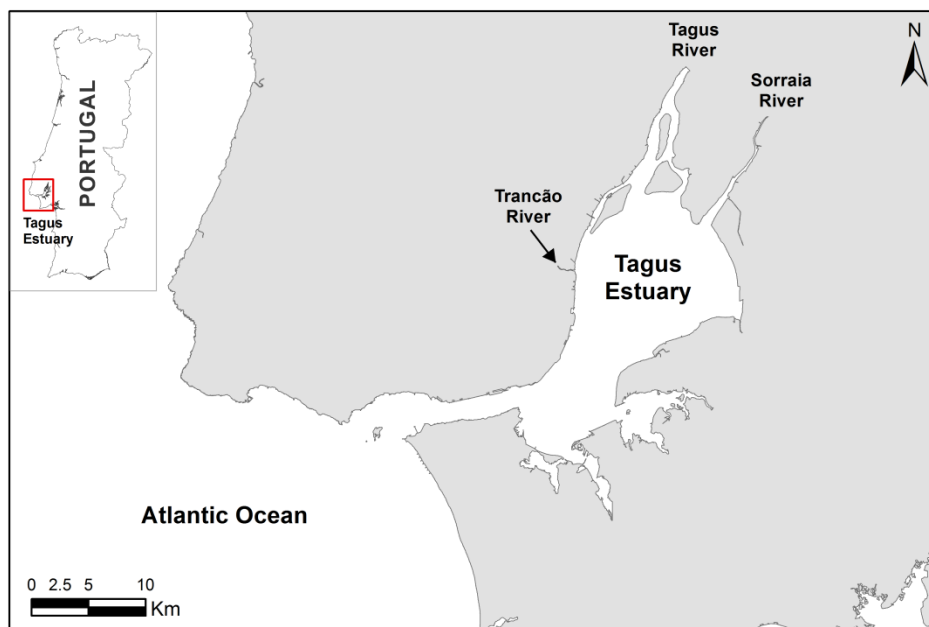 PORTUGAL
Tagus
Estuary
Tagus
River
Sorraia
River
N
Trancão
River
Tagus
Estuary
Atlantic Ocean
0 2.5 5 10
Km